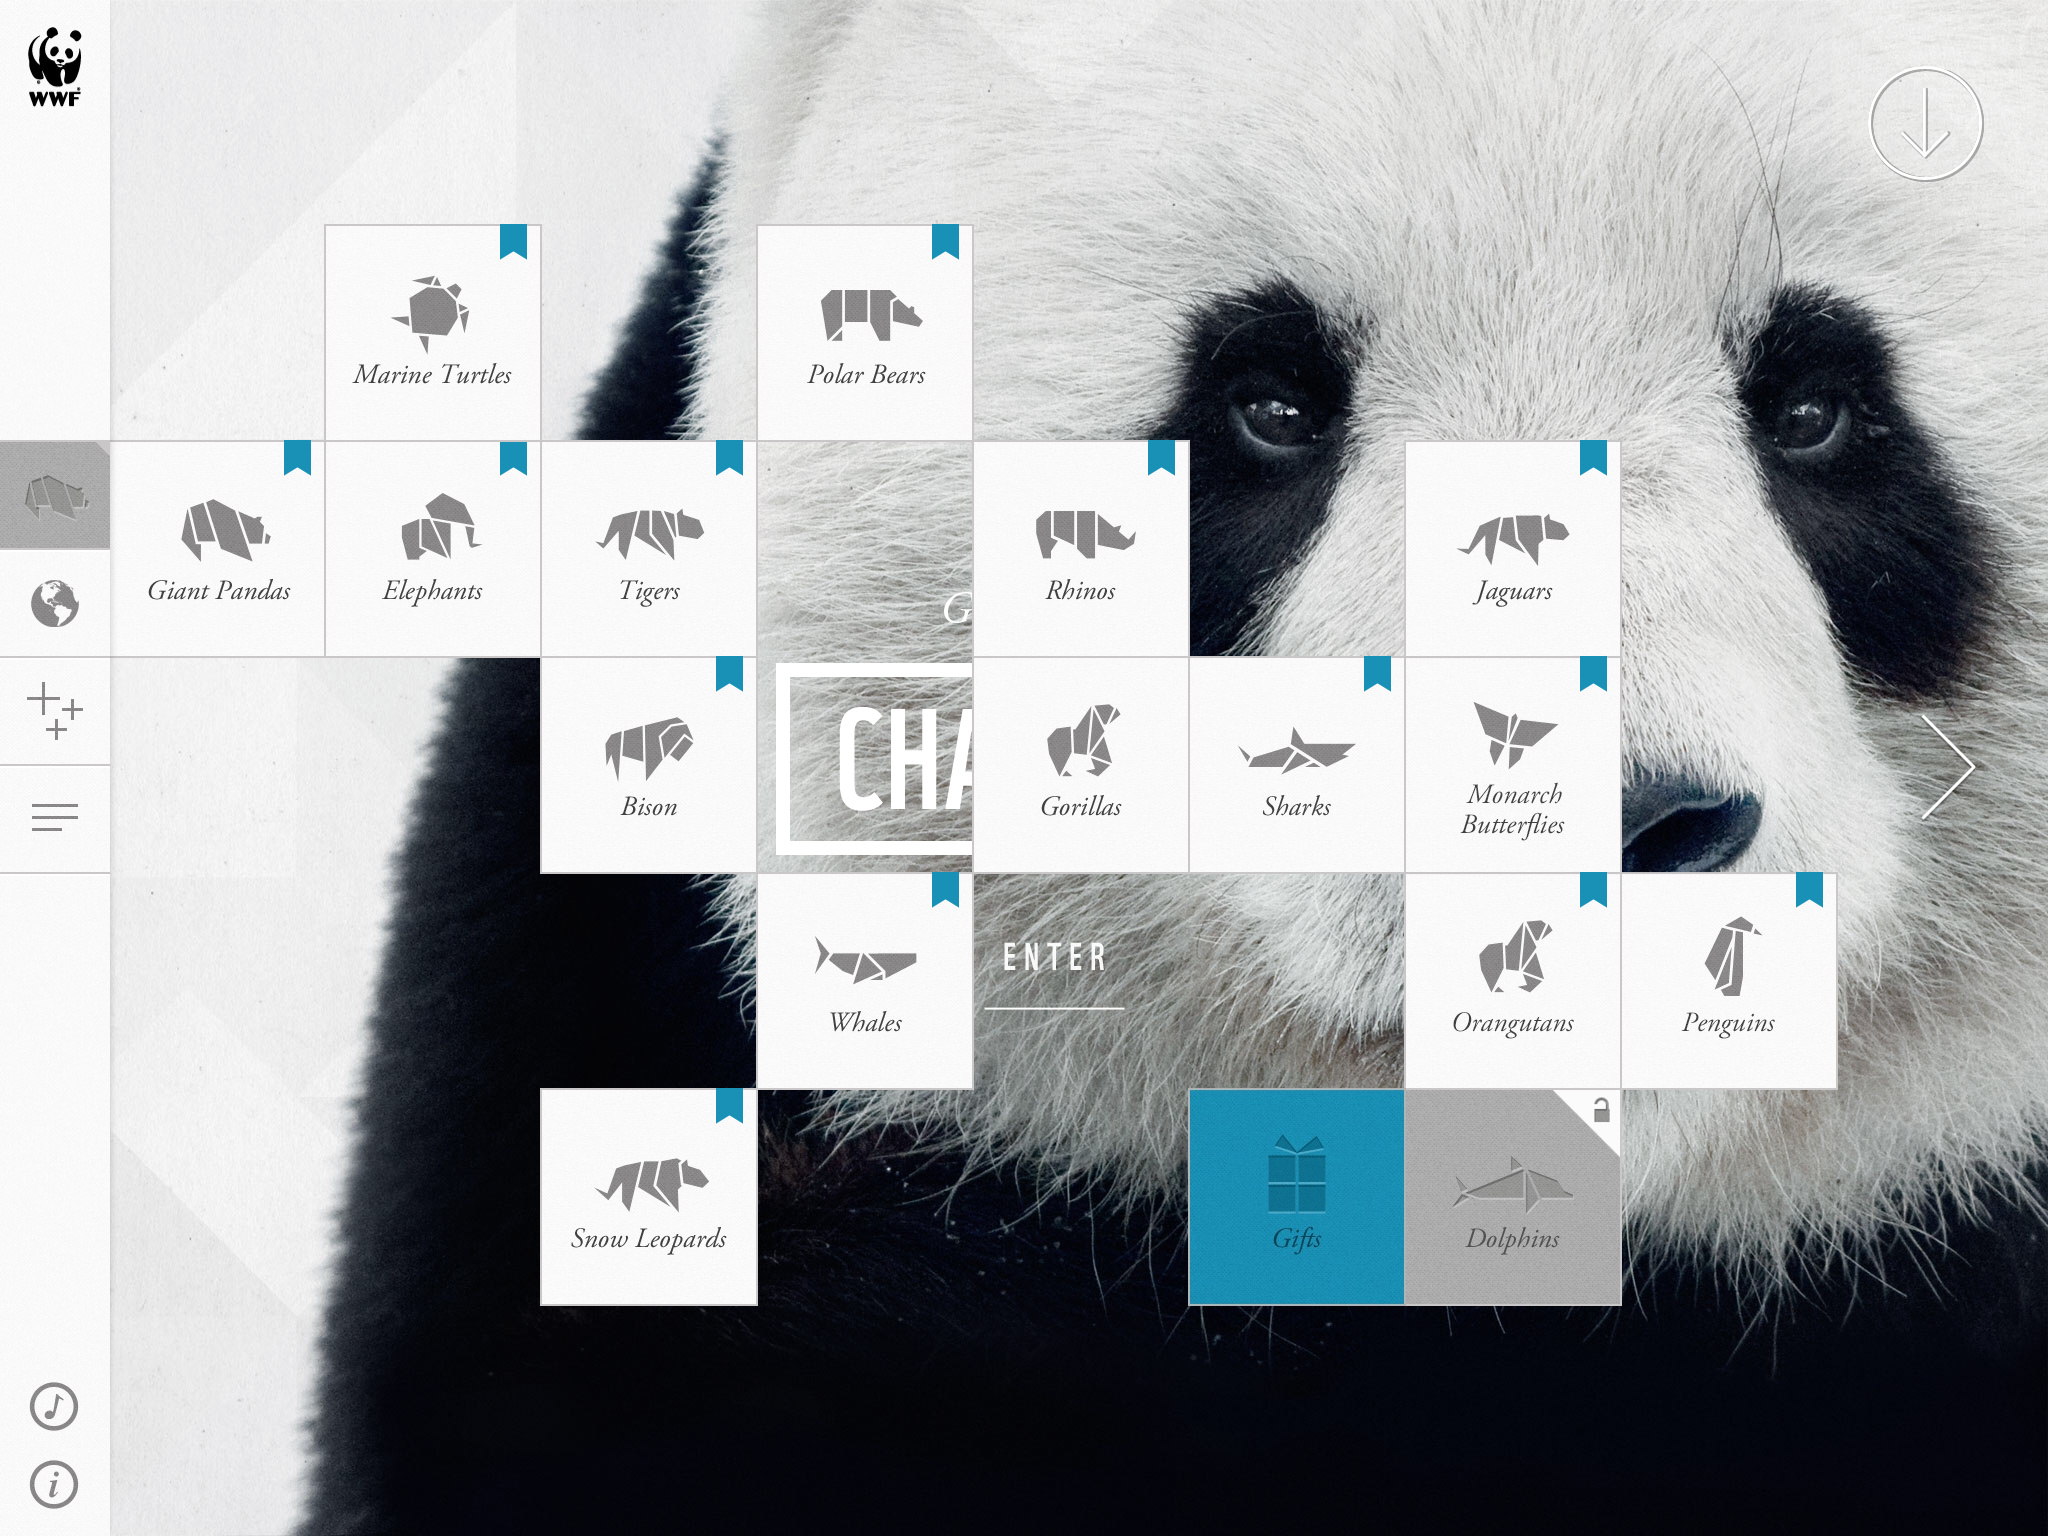 WWF
Marine Turtles
Polar Bears
Giant Pandas
Elephants
Tigers
G
Rhinos
Jaguars
Bison
CHA
Gorillas
Sharks
Monarch
Butterflies
Whales
ENTER
Orangutans
Penguins
Snow Leopards
Gifts
Dolphins
i